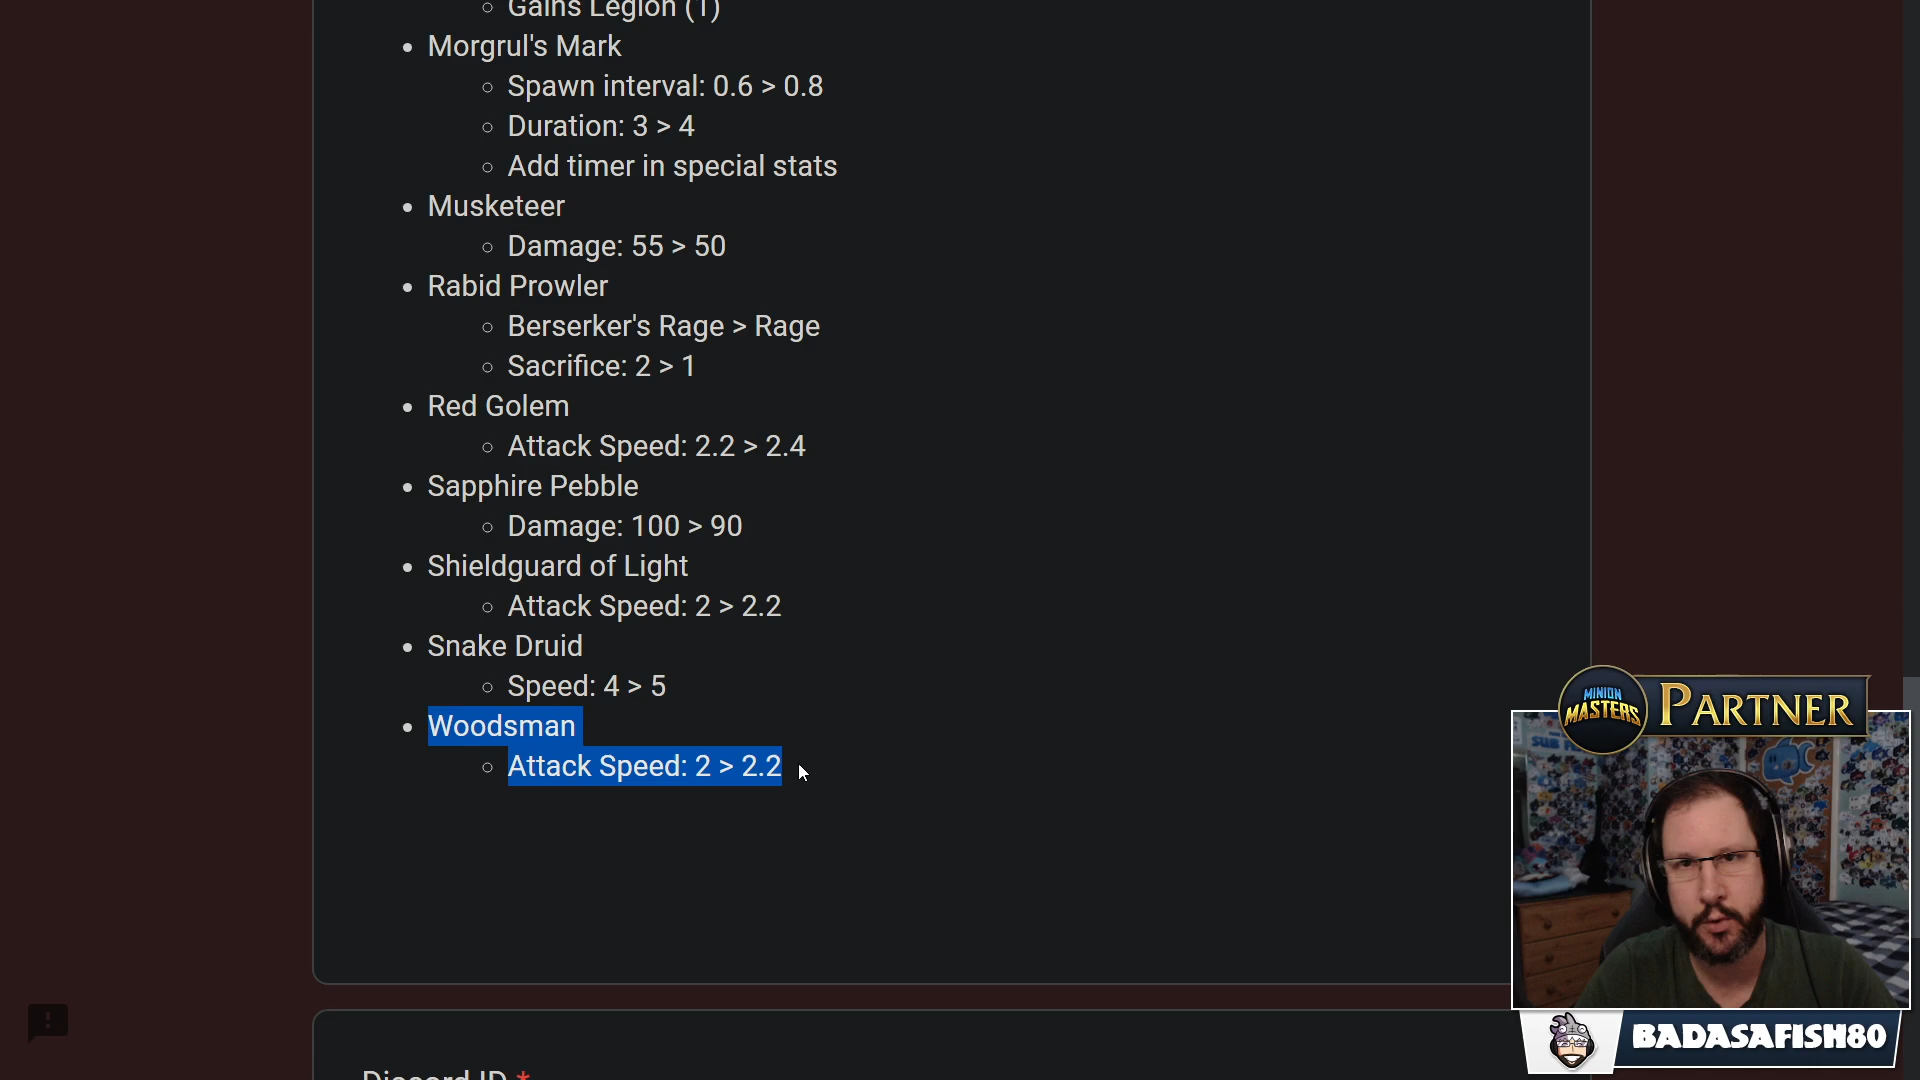 Gains Legion (1)
Morgrul's Mark
Spawn interval: 0.6 > 0.8
Duration: 3 > 4
Add timer in special stats
Musketeer
Damage: 55 > 50
Rabid Prowler
Berserker's Rage > Rage
Sacrifice: 2 > 1
Red Golem
Attack Speed: 2.2 > 2.4
Sapphire Pebble
Damage: 100 > 90
Shieldguard of Light
Attack Speed: 2 > 2.2
Snake Druid
Speed: 4 > 5
Woodsman
Attack Speed: 2 > 2.2
Discord ID *
MINION
MASTERS
PARTNER
SUB
BADASAFISH80